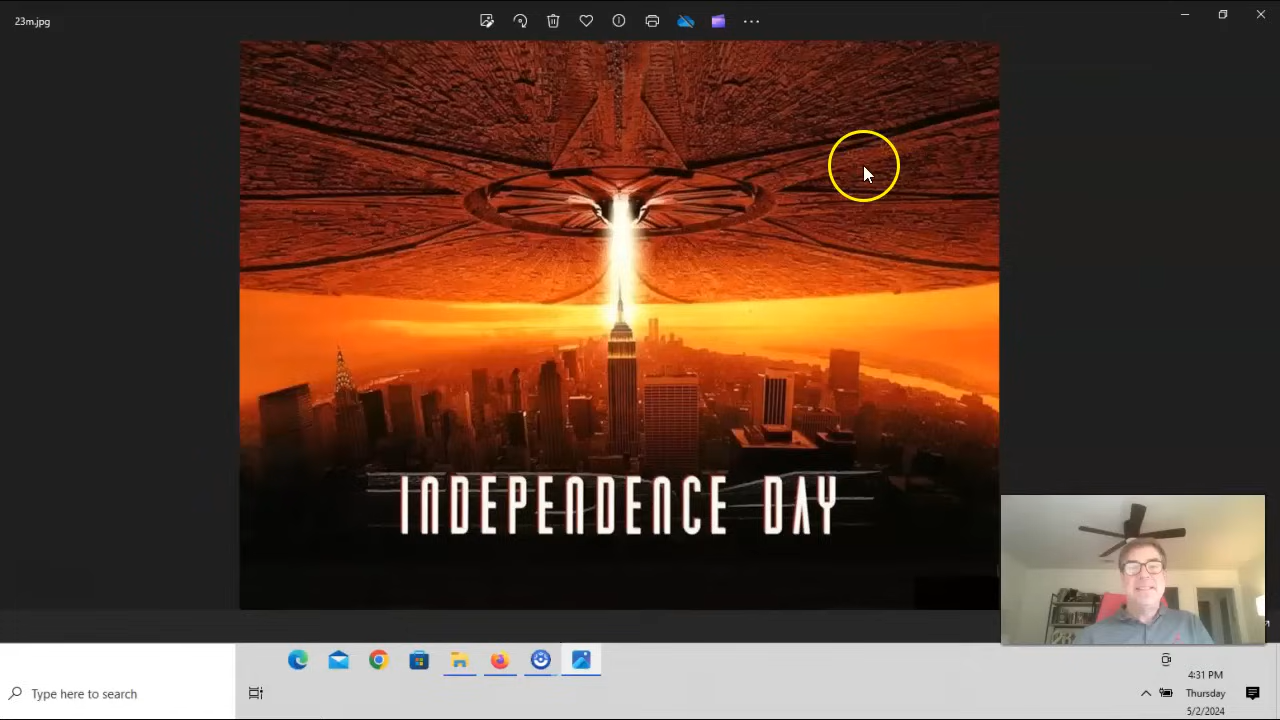 23m.jpg
INDEPENDENCE DAY
Type here to search
4:31 PM
Thursday
5/2/2024